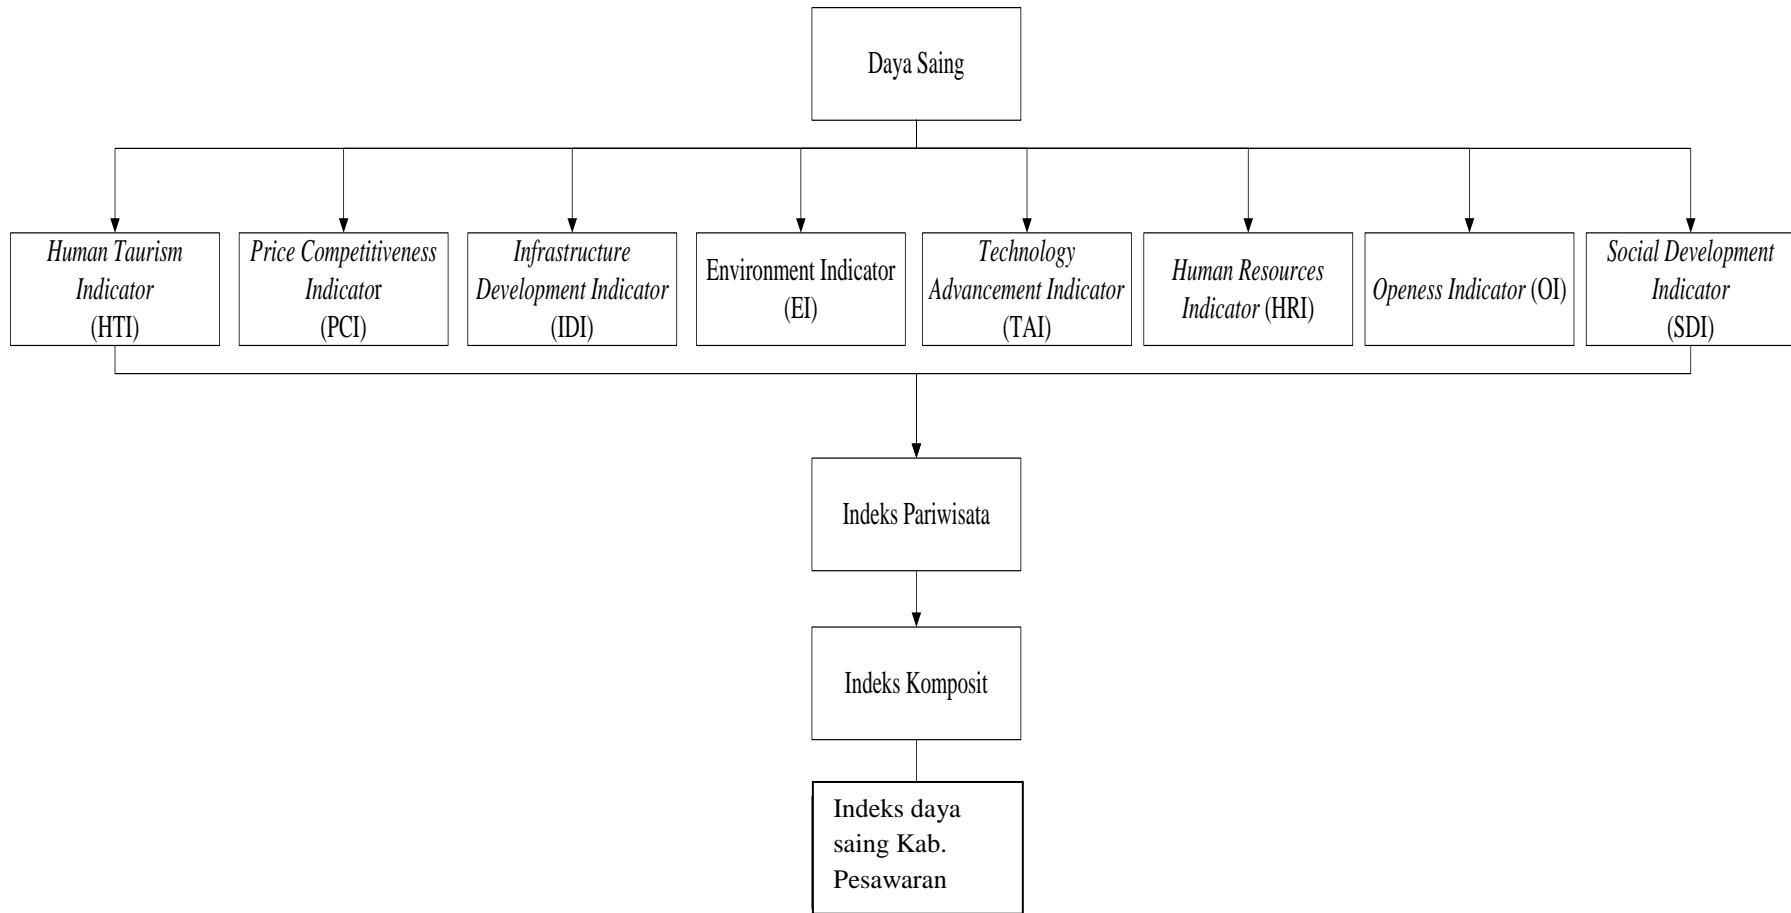 Daya Saing
Human Taurism
Indicator
(HTI)
Price Competitiveness
Indicator
(PCI)
Infrastructure
Development Indicator
(IDI)
Environment Indicator
(EI)
Technology
Advancement Indicator
(TAI)
Human Resources
Indicator (HRI)
Openess Indicator (OI)
Social Development
Indicator
(SDI)
Indeks Pariwisata
Indeks Komposit
Indeks daya
saing Kab.
Pesawaran